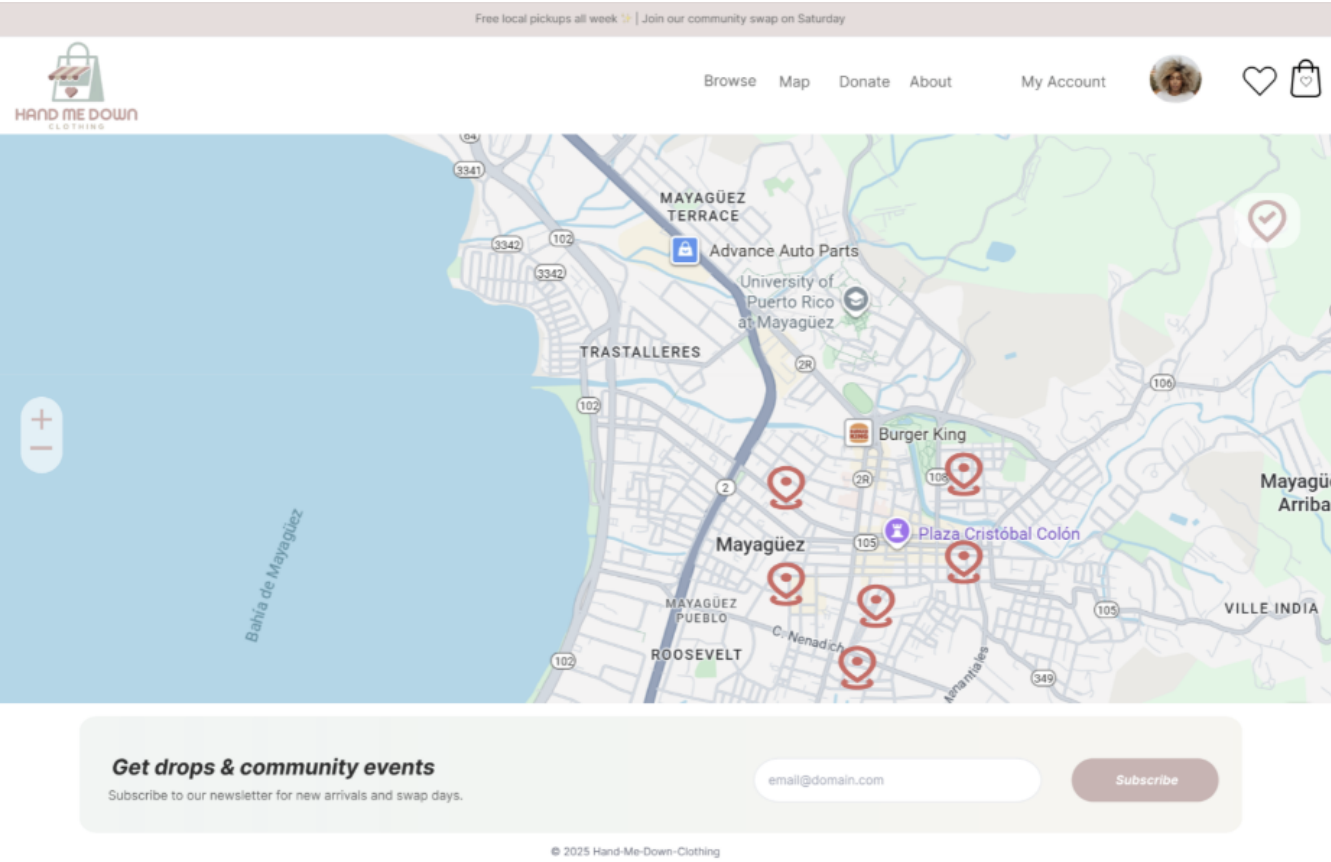 Free local pickups all week ✨ | Join our community swap on Saturday
HAND ME DOWN
CLOTHING
Browse
Map
Donate
About
My Account
64
3341
MAYAGÜEZ
TERRACE
3342
102
Advance Auto Parts
3342
University of
Puerto Rico
at Mayagüez
TRASTALLERES
2R
106
102
BURGER
KING
Burger King
2
2R
108
Mayagü
Arriba
Plaza Cristóbal Colón
Mayagüez
105
Bahía de Mayagüez
MAYAGÜEZ
PUEBLO
105
VILLE INDIA
C. Nenadich
ROOSEVELT
102
349
Get drops & community events
Subscribe to our newsletter for new arrivals and swap days.
email@domain.com
Subscribe
© 2025 Hand-Me-Down-Clothing